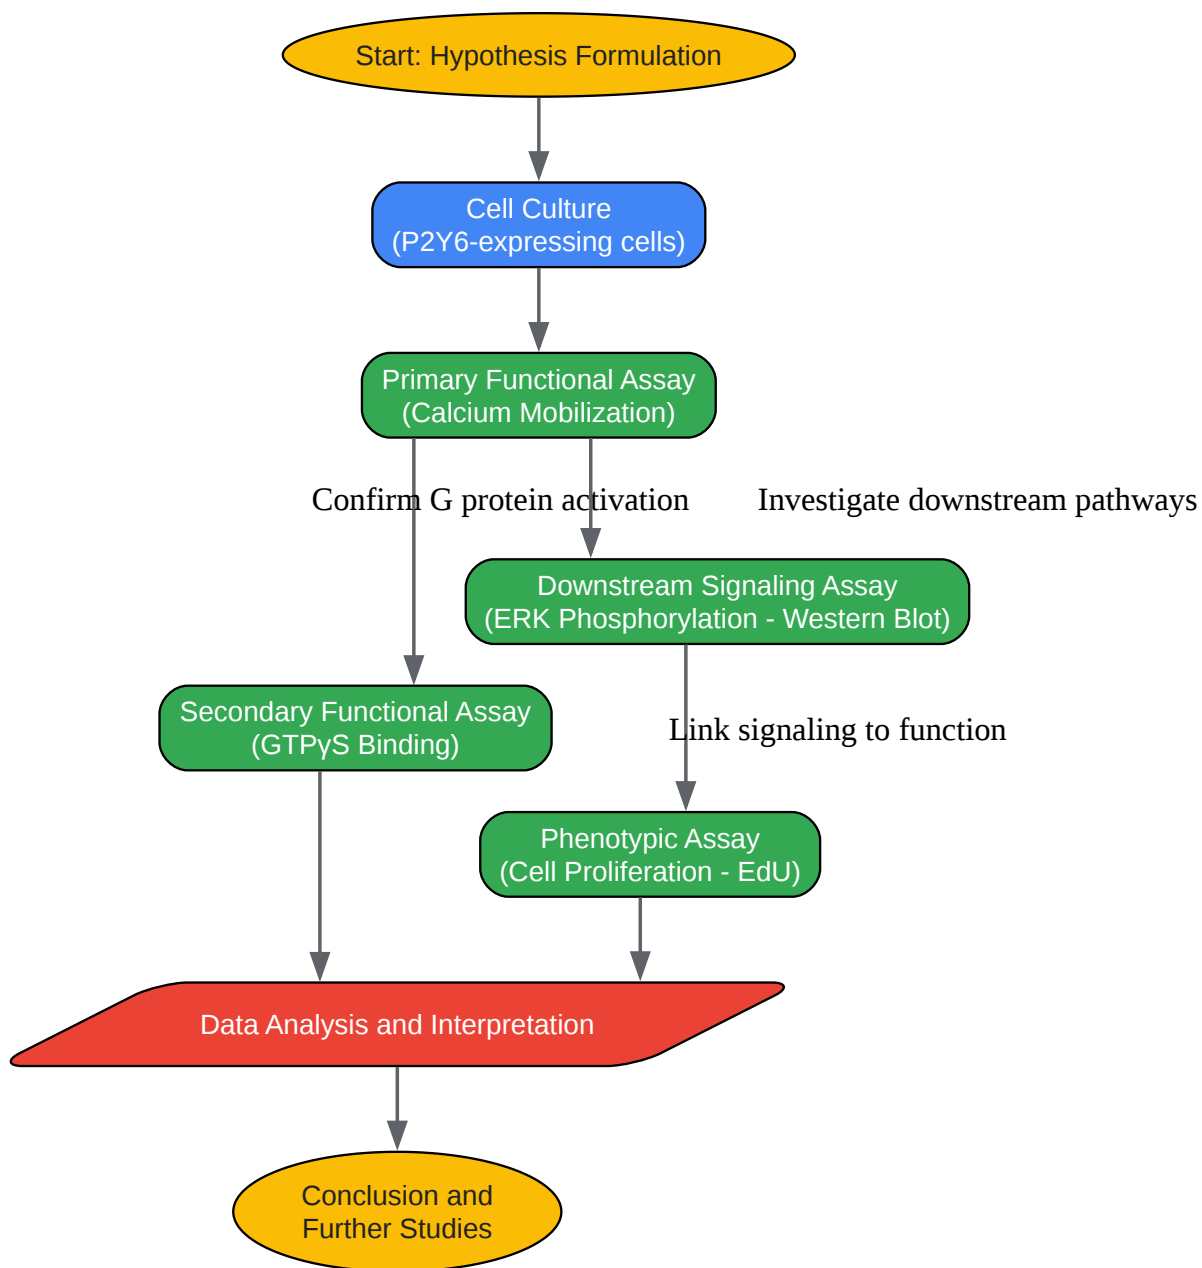 Start: Hypothesis Formulation
Cell Culture
(P2Y6-expressing cells)
Primary Functional Assay
(Calcium Mobilization)
Confirm G protein activation
Investigate downstream pathways
Downstream Signaling Assay
(ERK Phosphorylation - Western Blot)
Secondary Functional Assay
(GTPγS Binding)
Link signaling to function
Phenotypic Assay
(Cell Proliferation - EdU)
Data Analysis and Interpretation
Conclusion and
Further Studies